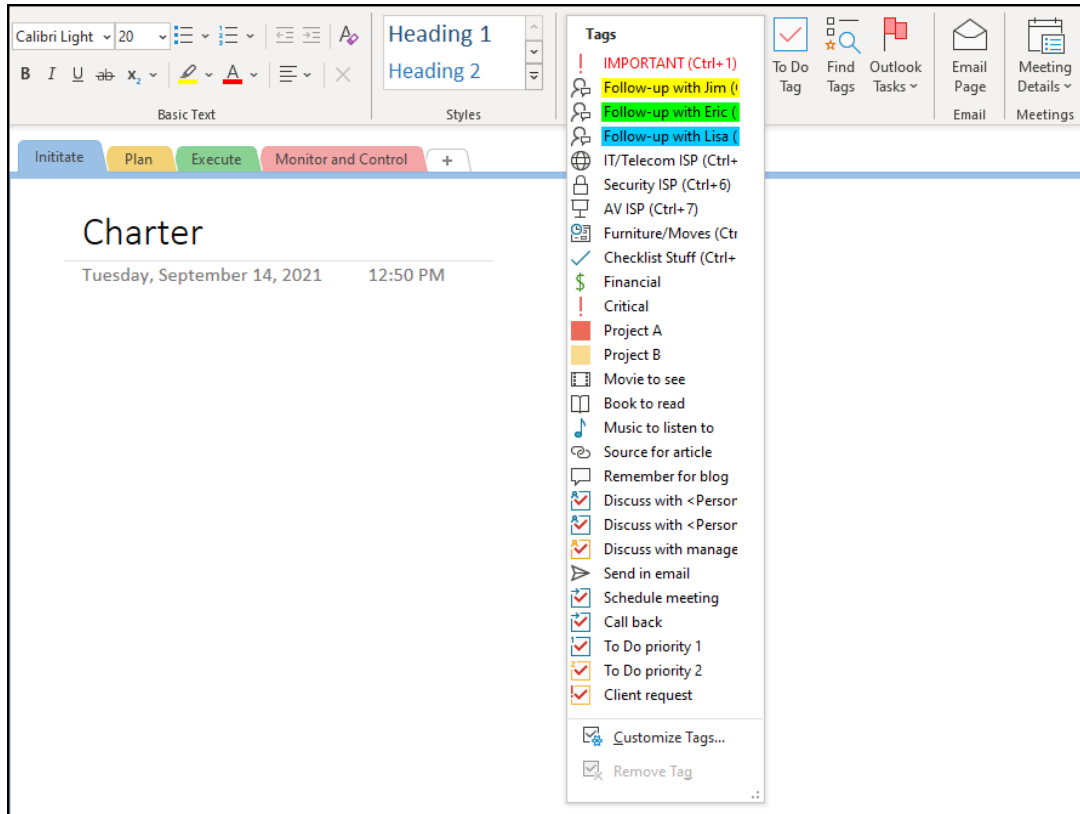 Calibri Light 20
B I U ab x₂ A
Basic Text
Heading 1
Heading 2
Styles
Tags
IMPORTANT (Ctrl+1)
Follow-up with Jim (
Follow-up with Eric (
Follow-up with Lisa (
IT/Telecom ISP (Ctrl+
Security ISP (Ctrl+6)
AV ISP (Ctrl+7)
Furniture/Moves (Ctr
Checklist Stuff (Ctrl+
Financial
Critical
Project A
Project B
Movie to see
Book to read
Music to listen to
Source for article
Remember for blog
Discuss with <Person
Discuss with <Person
Discuss with manage
Send in email
Schedule meeting
Call back
To Do priority 1
To Do priority 2
Client request
Customize Tags...
Remove Tag
To Do
Tag
Find
Tags
Outlook
Tasks
Email
Page
Email
Meeting
Details
Meetings
Inititate Plan Execute Monitor and Control +
Charter
Tuesday, September 14, 2021 12:50 PM